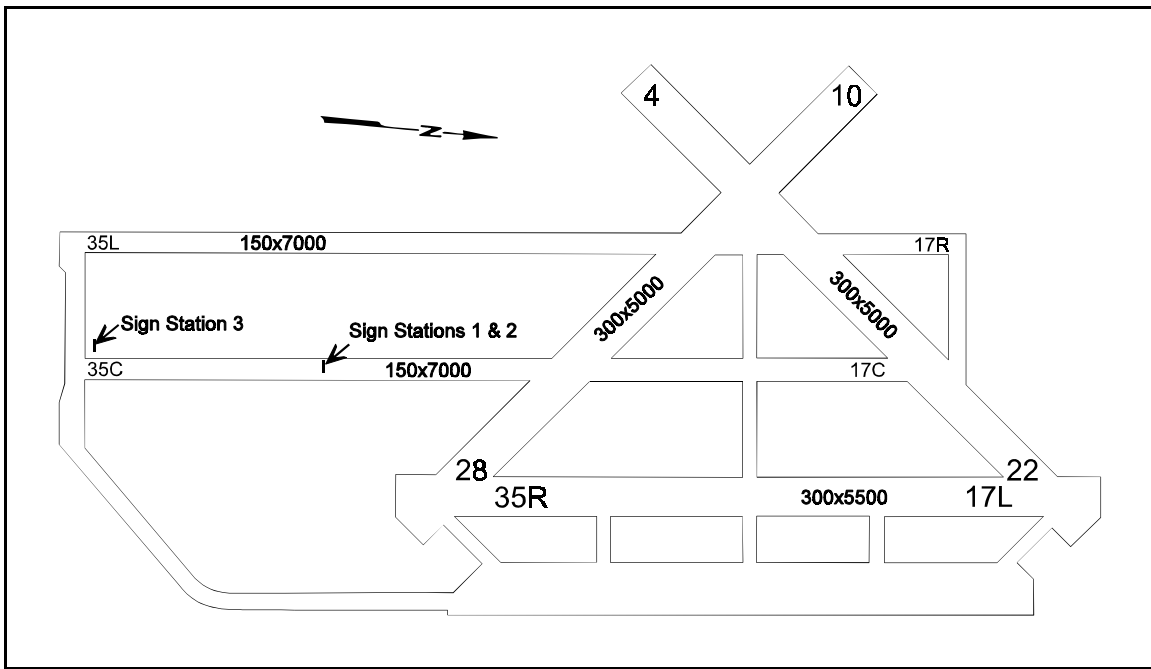 4
10
N
35L
150x7000
17R
300x5000
300x5000
Sign Station 3
Sign Stations 1 & 2
35C
150x7000
17C
28
22
35R
300x5500
17L